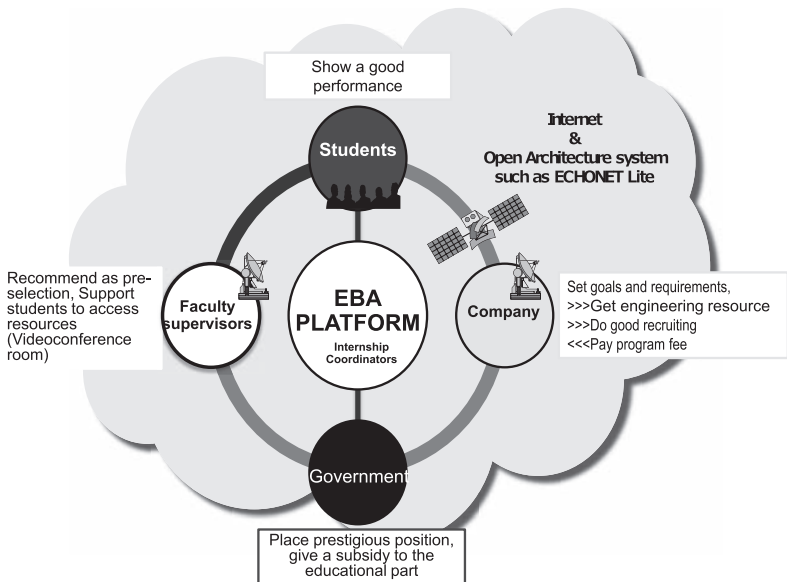 Show a good
performance
Students
Internet
&
Open Architecture system
such as ECHONET Lite
Recommend as pre-
selection, Support
students to access
resources
(Videoconference
room)
Faculty
supervisors
EBA
PLATFORM
Internship
Coordinators
Company
Set goals and requirements,
>>>Get engineering resource
>>>Do good recruiting
<<<Pay program fee
Government
Place prestigious position,
give a subsidy to the
educational part